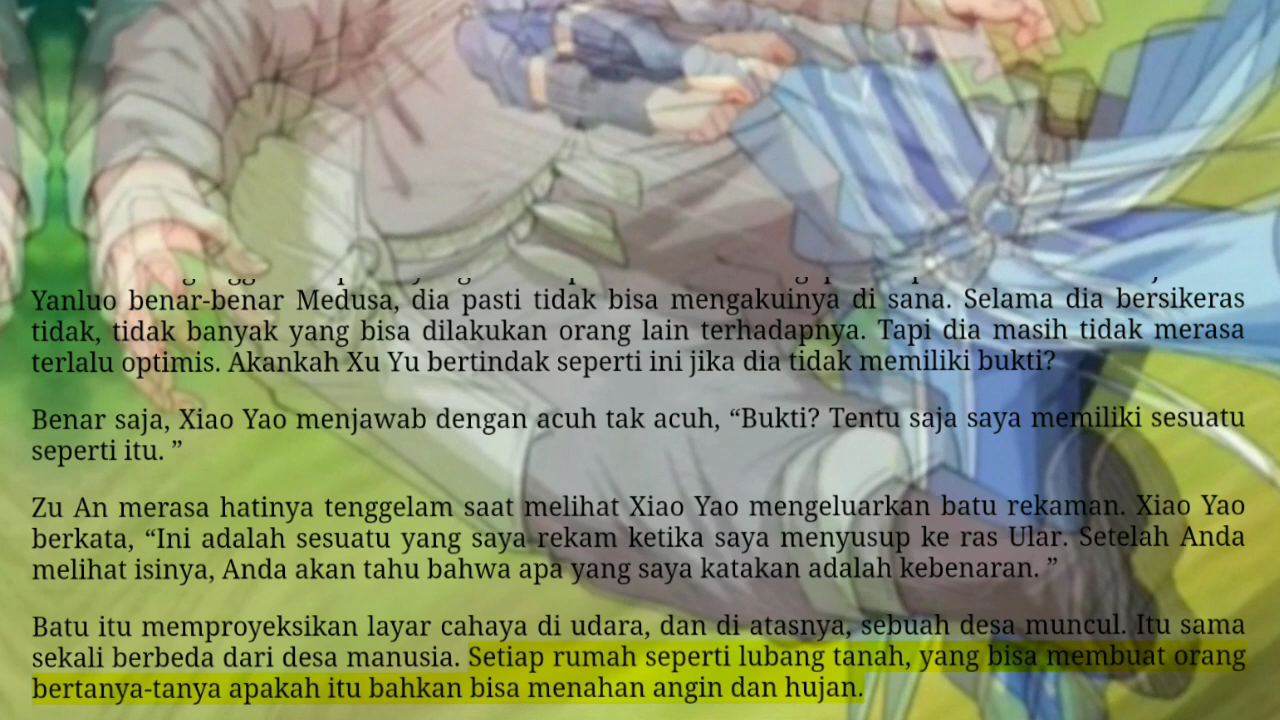 Yanluo benar-benar Medusa, dia pasti tidak bisa mengakuinya di sana. Selama dia bersikeras
tidak, tidak banyak yang bisa dilakukan orang lain terhadapnya. Tapi dia masih tidak merasa
terlalu optimis. Akankah Xu Yu bertindak seperti ini jika dia tidak memiliki bukti?
Benar saja, Xiao Yao menjawab dengan acuh tak acuh, “Bukti? Tentu saja saya memiliki sesuatu
seperti itu. ”
Zu An merasa hatinya tenggelam saat melihat Xiao Yao mengeluarkan batu rekaman. Xiao Yao
berkata, “Ini adalah sesuatu yang saya rekam ketika saya menyusup ke ras Ular. Setelah Anda
melihat isinya, Anda akan tahu bahwa apa yang saya katakan adalah kebenaran. ”
Batu itu memproyeksikan layar cahaya di udara, dan di atasnya, sebuah desa muncul. Itu sama
sekali berbeda dari desa manusia. Setiap rumah seperti lubang tanah, yang bisa membuat orang
bertanya-tanya apakah itu bahkan bisa menahan angin dan hujan.